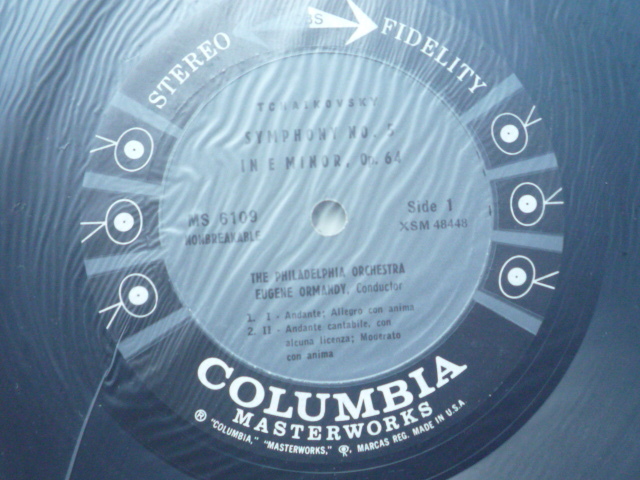 STEREO CBS FIDELITY
TCHAIKOVSKY
SYMPHONY NO. 5
IN E MINOR, Op. 64
MS 6109
NONBREAKABLE
Side 1
XSM 48448
THE PHILADELPHIA ORCHESTRA
EUGENE ORMANDY, Conductor
1. I - Andante; Allegro con anima
2. II - Andante cantabile, con
alcuna licenza; Moderato
con anima
COLUMBIA
MASTERWORKS
® "COLUMBIA," "MASTERWORKS," MARCAS REG. MADE IN U.S.A